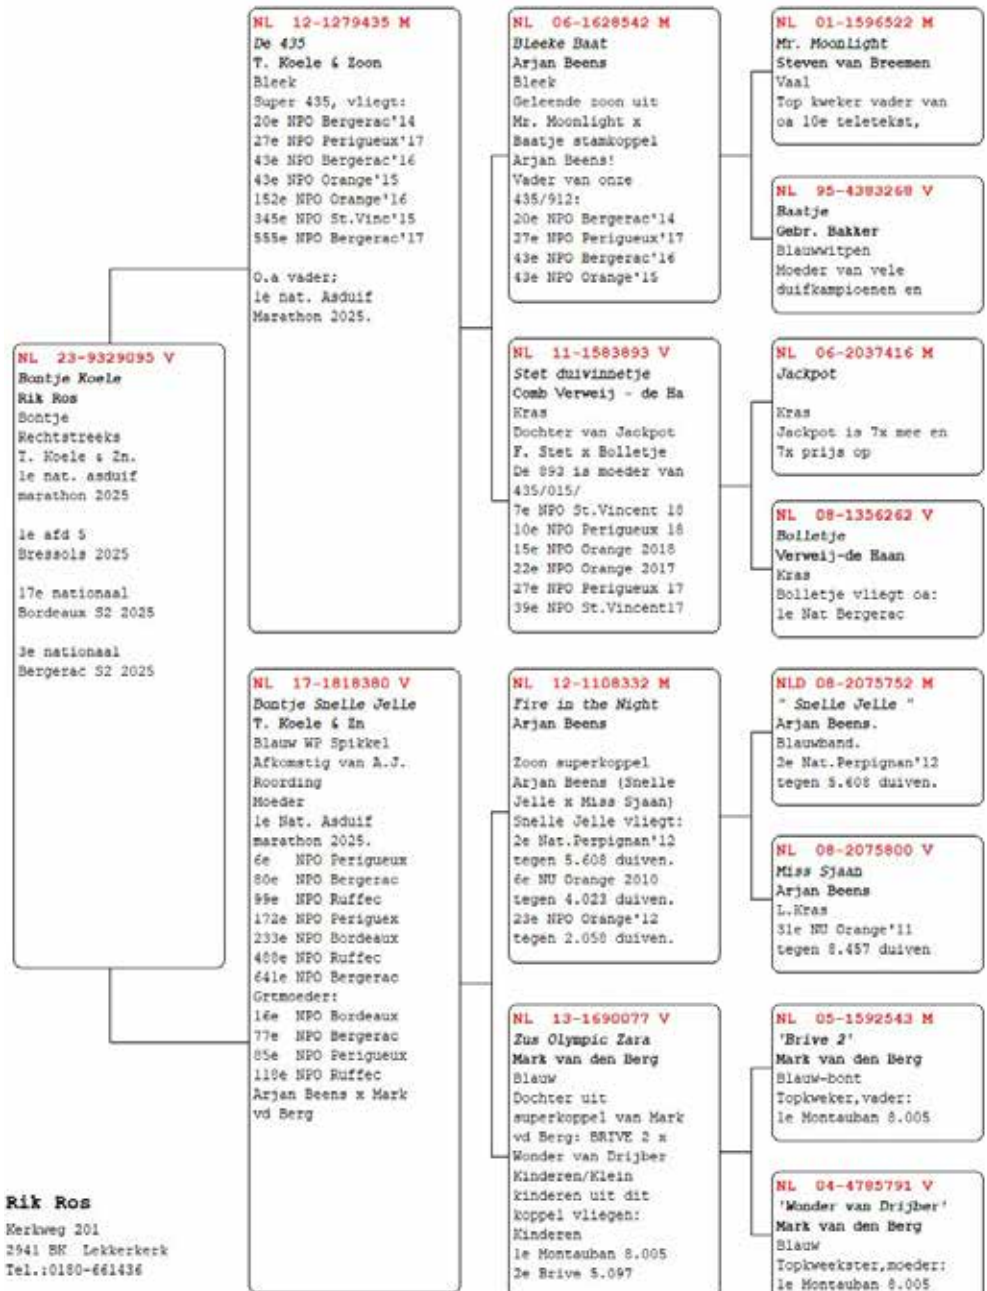 NL 23-9329095 V
Bontje Koele
Rik Ros
Bontje
Rechtstreeks
T. Koele & Zn.
1e nat. asduif
marathon 2025
1e afd 5
Bressols 2025
17e nationaal
Bordeaux S2 2025
3e nationaal
Bergerac S2 2025
NL 12-1279435 M
De 435
T. Koele & Zoon
Bleek
Super 435, vliegt:
20e NPO Bergerac'14
27e NPO Perigueux'17
43e NPO Bergerac'16
43e NPO Orange'15
152e NPO Orange'16
345e NPO St.Vinc'15
555e NPO Bergerac'17
O.a vader;
1e nat. Asduif
Marathon 2025.
NL 17-1818380 V
Bontje Snelle Jelle
T. Koele & Zn
Blauw WP Spikkel
Afkomstig van A.J.
Roording
Moeder
1e Nat. Asduif
marathon 2025.
6e NPO Perigueux
80e NPO Bergerac
99e NPO Ruffec
172e NPO Periguex
233e NPO Bordeaux
488e NPO Ruffec
641e NPO Bergerac
Grtmoeder:
16e NPO Bordeaux
77e NPO Bergerac
85e NPO Perigueux
118e NPO Ruffec
Arjan Beens x Mark
vd Berg
NL 06-1628542 M
Bleeke Baat
Arjan Beens
Bleek
Geleende zoon uit
Mr. Moonlight x
Baatje stamkoppel
Arjan Beens!
Vader van onze
435/912:
20e NPO Bergerac'14
27e NPO Perigueux'17
43e NPO Bergerac'16
43e NPO Orange'15
NL 11-1583893 V
Stet duivinnetje
Comb Verweij - de Ha
Kras
Dochter van Jackpot
F. Stet x Bolletje
De 893 is moeder van
435/015/
7e NPO St.Vincent 18
10e NPO Perigueux 18
15e NPO Orange 2018
22e NPO Orange 2017
27e NPO Perigueux 17
39e NPO St.Vincent17
NL 12-1108332 M
Fire in the Night
Arjan Beens
Zoon superkoppel
Arjan Beens (Snelle
Jelle x Miss Sjaan)
Snelle Jelle vliegt:
2e Nat.Perpignan'12
tegen 5.608 duiven.
6e NU Orange 2010
tegen 4.023 duiven.
23e NPO Orange'12
tegen 2.058 duiven.
NL 13-1690077 V
Zus Olympic Zara
Mark van den Berg
Blauw
Dochter uit
superkoppel van Mark
vd Berg: BRIVE 2 x
Wonder van Drijber
Kinderen/Klein
kinderen uit dit
koppel vliegen:
Kinderen
1e Montauban 8.005
2e Brive 5.097
NL 01-1596522 M
Mr. Moonlight
Steven van Breemen
Vaal
Top kweker vader van
oa 10e teletekst,
NL 95-4383268 V
Baatje
Gebr. Bakker
Blauwwitpen
Moeder van vele
duifkampioenen en
NL 06-2037416 M
Jackpot
Kras
Jackpot is 7x mee en
7x prijs op
NL 08-1356262 V
Bolletje
Verweij-de Haan
Kras
Bolletje vliegt oa:
1e Nat Bergerac
NLD 08-2075752 M
" Snelle Jelle "
Arjan Beens.
Blauwband.
2e Nat.Perpignan'12
tegen 5.608 duiven.
NL 08-2075800 V
Miss Sjaan
Arjan Beens
L.Kras
31e NU Orange'11
tegen 8.457 duiven
NL 05-1592543 M
'Brive 2'
Mark van den Berg
Blauw-bont
Topkweker,vader:
1e Montauban 8.005
NL 04-4785791 V
'Wonder van Drijber'
Mark van den Berg
Blauw
Topkweekster,moeder:
1e Montauban 8.005
Rik Ros
Kerkweg 201
2941 BK Lekkerkerk
Tel.:0180-661436